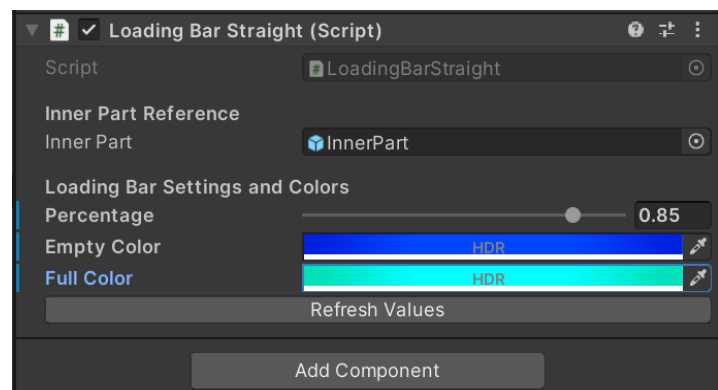 # Loading Bar Straight (Script)
Script # LoadingBarStraight
Inner Part Reference
Inner Part InnerPart
Loading Bar Settings and Colors
Percentage 0.85
Empty Color HDR
Full Color HDR
Refresh Values
Add Component